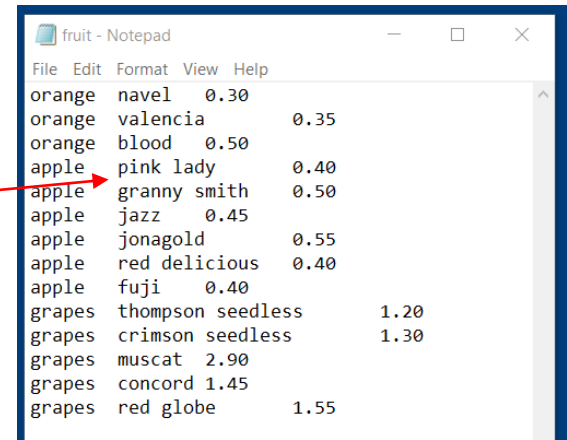 fruit - Notepad
File Edit Format View Help
orange	navel	0.30
orange	valencia	0.35
orange	blood	0.50
apple	pink lady	0.40
apple	granny smith	0.50
apple	jazz	0.45
apple	jonagold	0.55
apple	red delicious	0.40
apple	fuji	0.40
grapes	thompson seedless	1.20
grapes	crimson seedless	1.30
grapes	muscat	2.90
grapes	concord	1.45
grapes	red globe	1.55